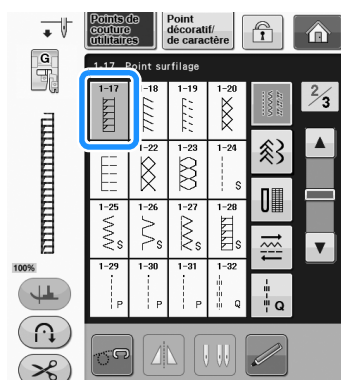 Points de couture utilitaires
Point décoratif/ de caractère
G
1-17 Point surfilage
1-17 1-18 1-19 1-20
2/3
1-22 1-23 1-24
S
1-25 1-26 1-27 1-28
S S S S
1-29 1-30 1-31 1-32
P P P Q
Q
100%